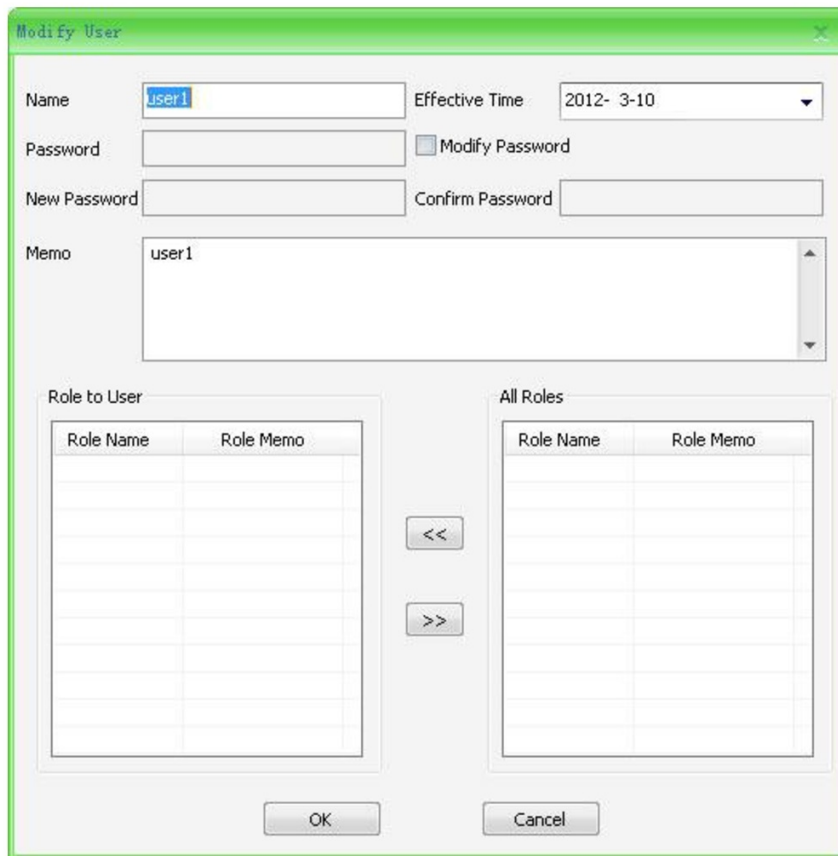 Modify User
Name user1 Effective Time 2012- 3-10
Password Modify Password
New Password Confirm Password
Memo user1
Role to User All Roles
Role Name Role Memo Role Name Role Memo
<<
>>
OK Cancel